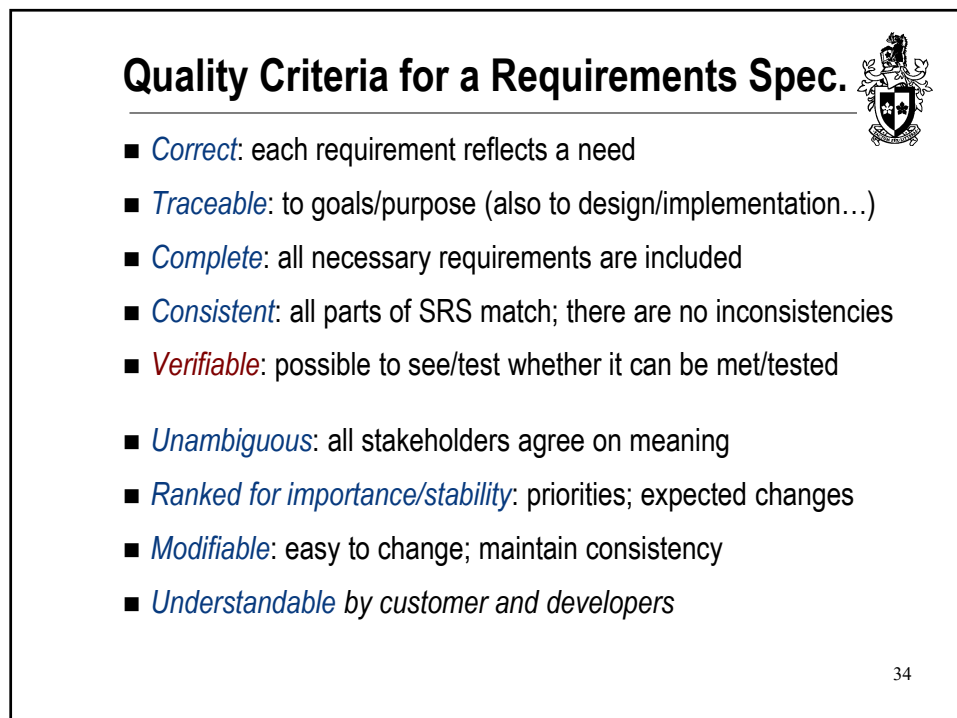 Quality Criteria for a Requirements Spec.
■ Correct: each requirement reflects a need
■ Traceable: to goals/purpose (also to design/implementation…)
■ Complete: all necessary requirements are included
■ Consistent: all parts of SRS match; there are no inconsistencies
■ Verifiable: possible to see/test whether it can be met/tested
■ Unambiguous: all stakeholders agree on meaning
■ Ranked for importance/stability: priorities; expected changes
■ Modifiable: easy to change; maintain consistency
■ Understandable by customer and developers
34